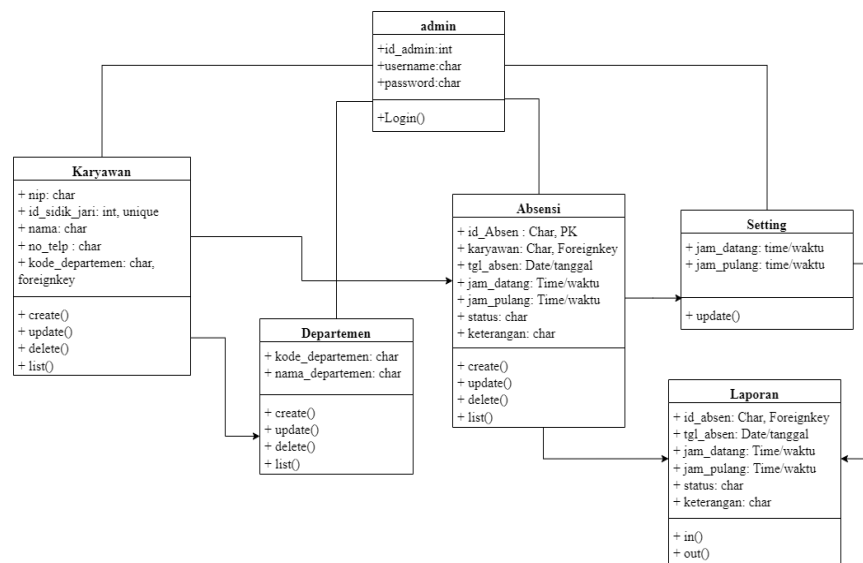 admin
+id_admin:int
+username:char
+password:char
+Login()
Karyawan
+ nip: char
+ id_sidik_jari: int, unique
+ nama: char
+ no_telp : char
+ kode_departemen: char,
foreignkey
+ create()
+ update()
+ delete()
+ list()
Departemen
+ kode_departemen: char
+ nama_departemen: char
+ create()
+ update()
+ delete()
+ list()
Absensi
+ id_Absen : Char, PK
+ karyawan: Char, Foreignkey
+ tgl_absen: Date/tanggal
+ jam_datang: Time/waktu
+ jam_pulang: Time/waktu
+ status: char
+ keterangan: char
+ create()
+ update()
+ delete()
+ list()
Setting
+ jam_datang: time/waktu
+ jam_pulang: time/waktu
+ update()
Laporan
+ id_absen: Char, Foreignkey
+ tgl_absen: Date/tanggal
+ jam_datang: Time/waktu
+ jam_pulang: Time/waktu
+ status: char
+ keterangan: char
+ in()
+ out()